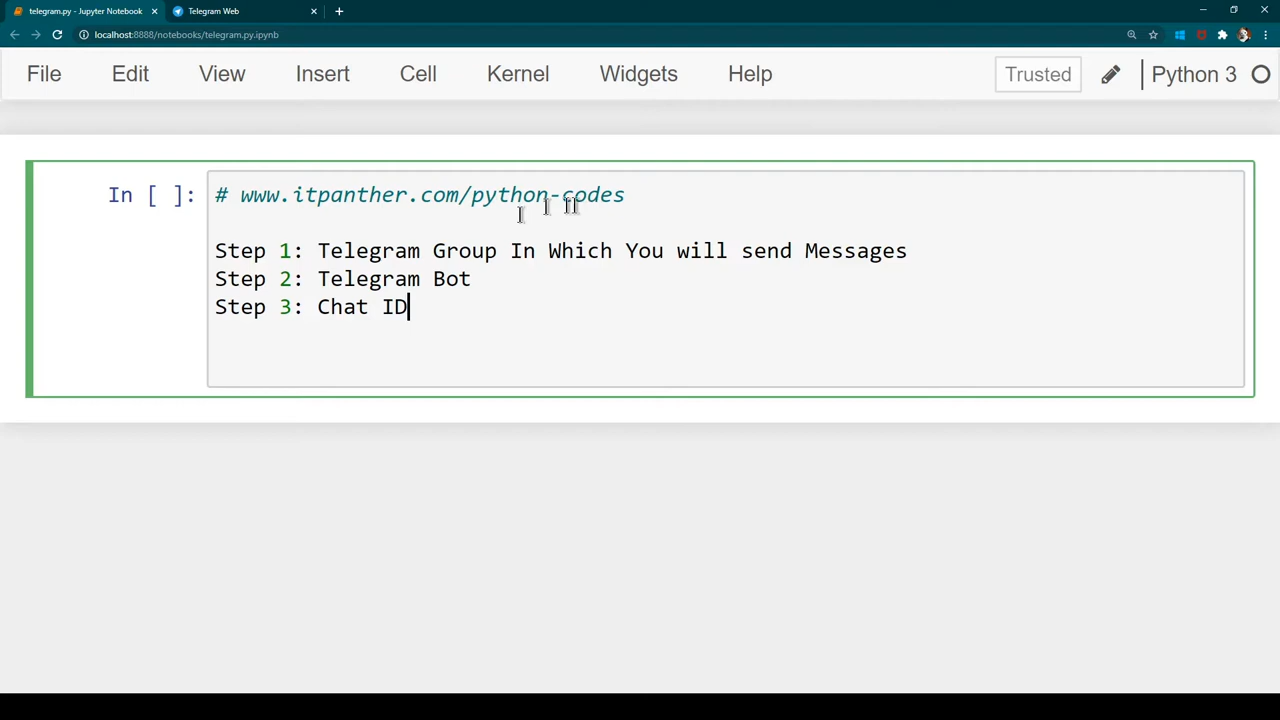 telegram.py - Jupyter Notebook
Telegram Web
localhost:8888/notebooks/telegram.py.ipynb
File Edit View Insert Cell Kernel Widgets Help Trusted Python 3
In [ ]: # www.itpanther.com/python-codes
Step 1: Telegram Group In Which You will send Messages
Step 2: Telegram Bot
Step 3: Chat ID